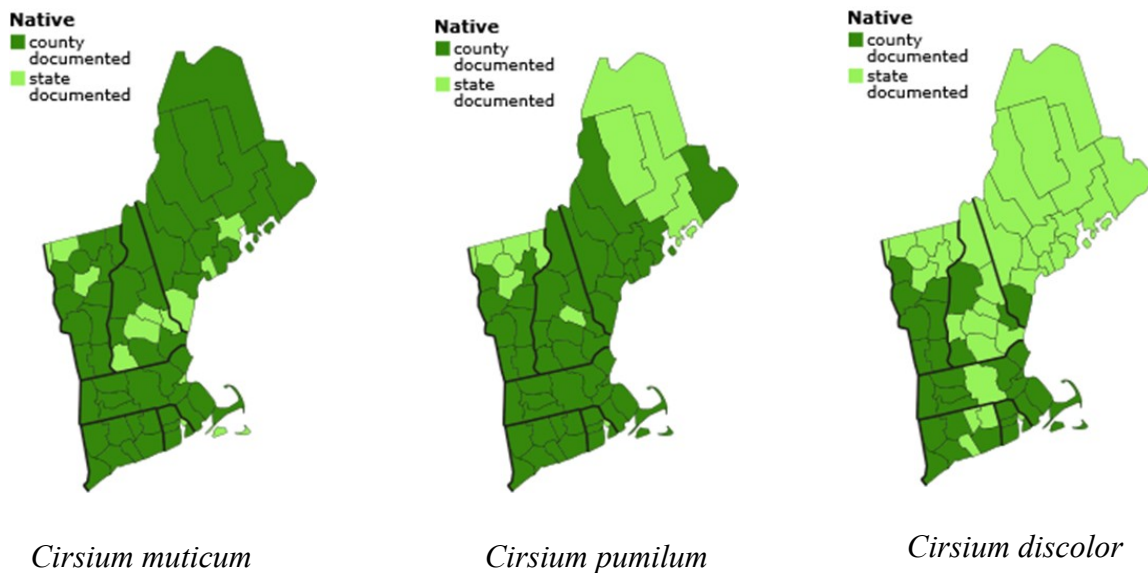 Native
county
documented
state
documented
Native
county
documented
state
documented
Native
county
documented
state
documented
Cirsium muticum
Cirsium pumilum
Cirsium discolor